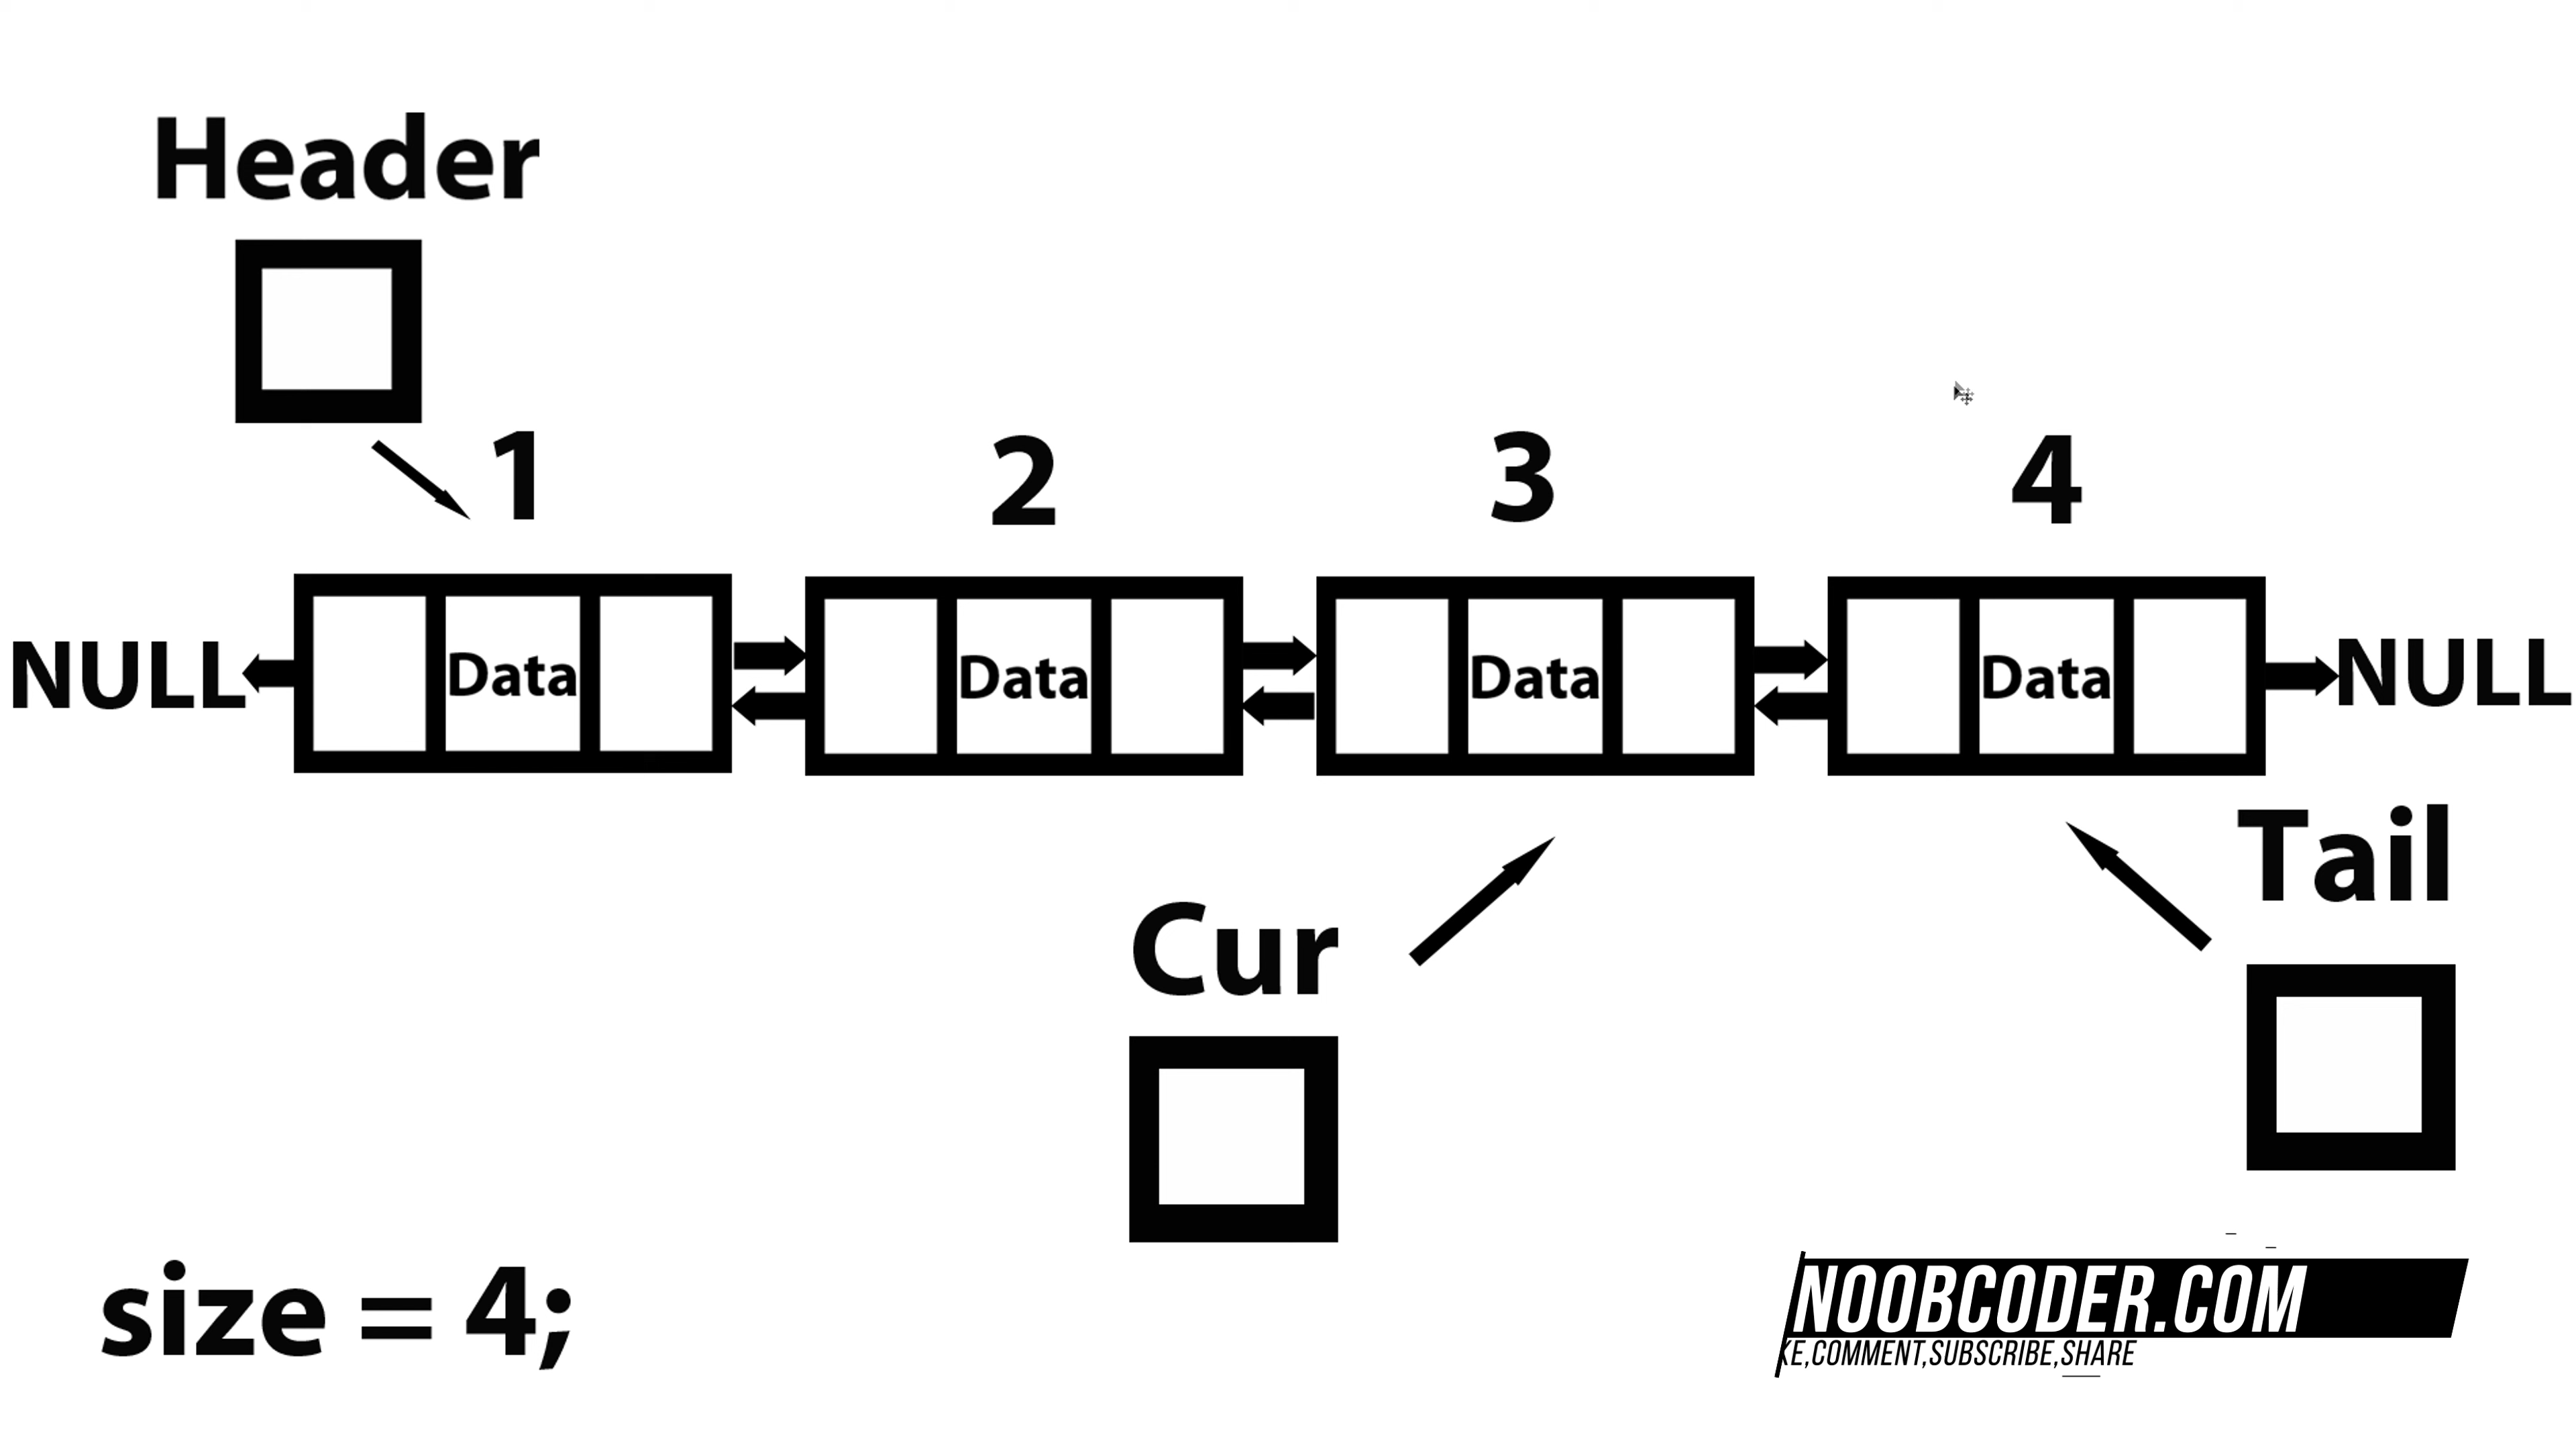 Header
1
2
3
4
NULL
Data
Data
Data
Data
NULL
Tail
Cur
size = 4;
NOOBCODER.COM
KE,COMMENT,SUBSCRIBE,SHARE